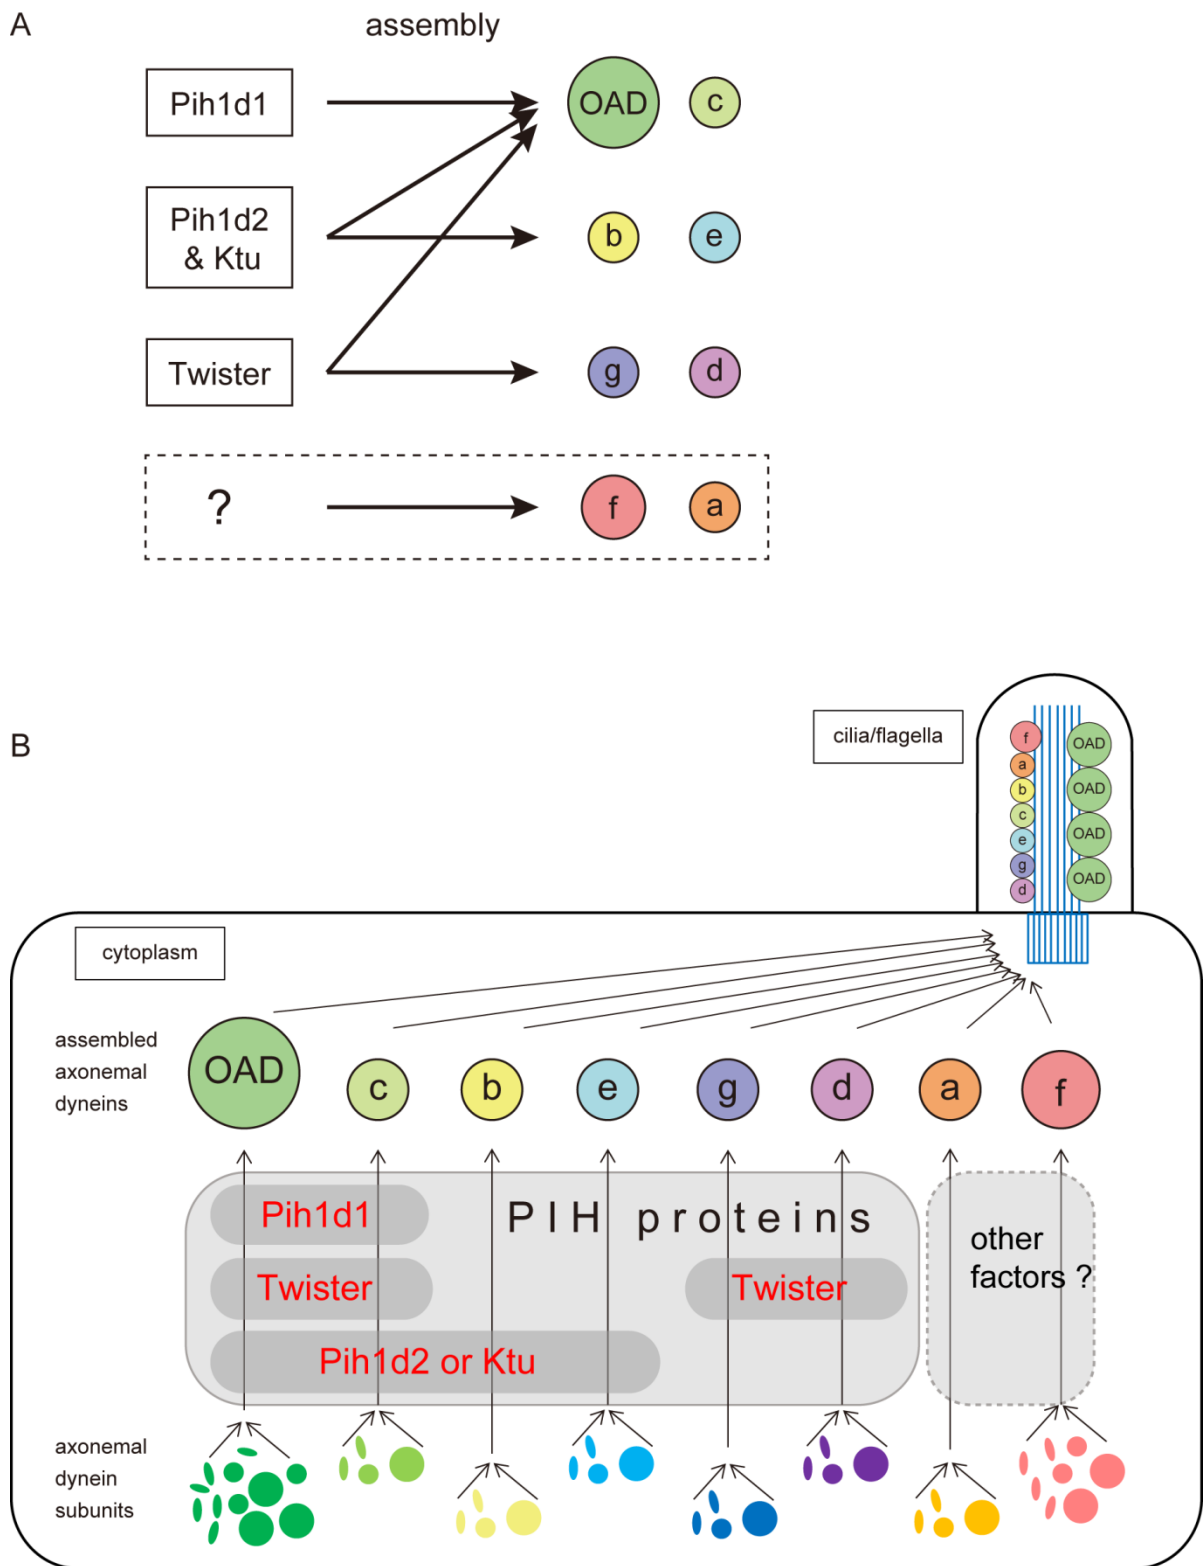 A
assembly
Pih1d1
OAD
c
Pih1d2
& Ktu
b
e
Twister
g
d
?
f
a
B
cilia/flagella
f
a
b
c
e
g
d
OAD
OAD
OAD
OAD
cytoplasm
assembled
axonemal
dyneins
OAD
c
b
e
g
d
a
f
Pih1d1
PIH proteins
Twister
Twister
Pih1d2 or Ktu
other
factors ?
axonemal
dynein
subunits